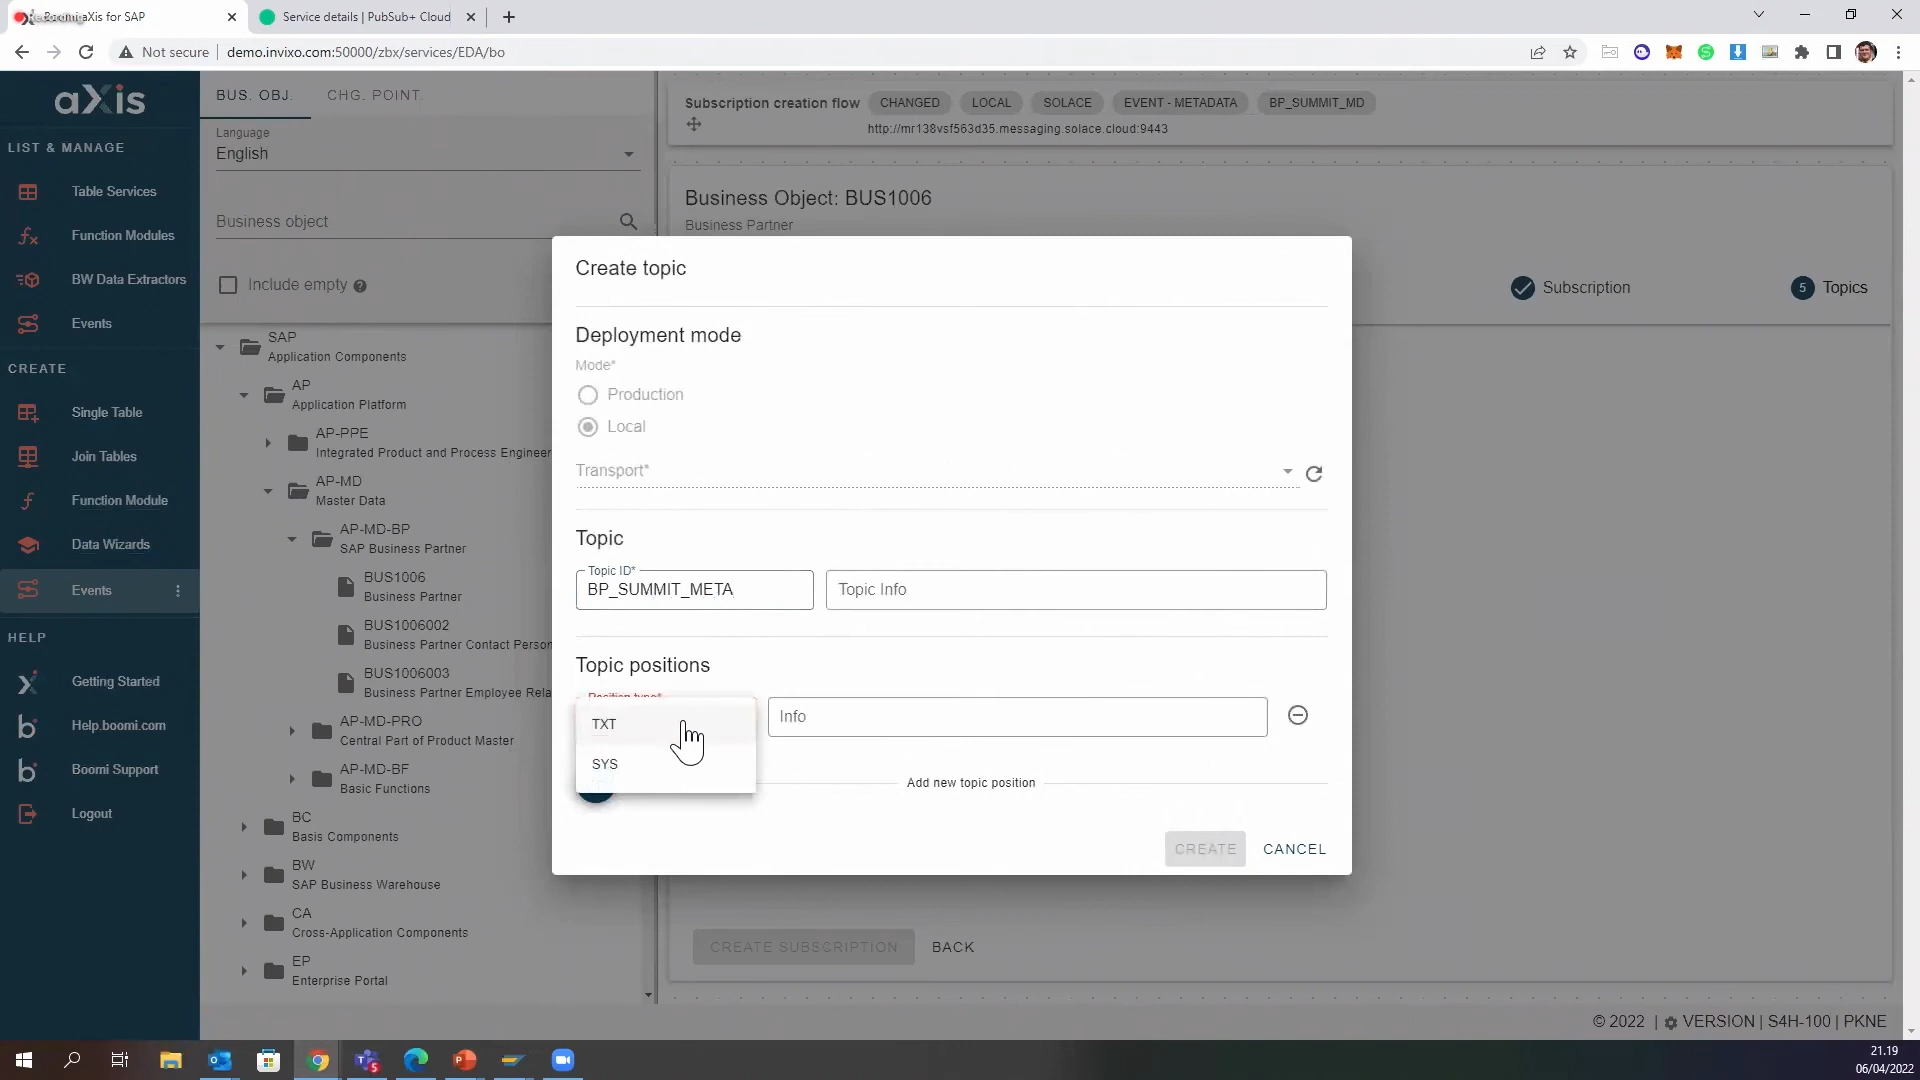 Boomi aXis for SAP
Service details | PubSub+ Cloud
Not secure
demo.invixo.com:50000/zbx/services/EDA/bo
aXis
LIST & MANAGE
Table Services
Function Modules
BW Data Extractors
Events
CREATE
Single Table
Join Tables
Function Module
Data Wizards
Events
HELP
Getting Started
Help.boomi.com
Boomi Support
Logout
BUS. OBJ.
CHG. POINT.
Language
English
Business object
Include empty
SAP
Application Components
AP
Application Platform
AP-PPE
Integrated Product and Process Engineer
AP-MD
Master Data
AP-MD-BP
SAP Business Partner
BUS1006
Business Partner
BUS1006002
Business Partner Contact Person
BUS1006003
Business Partner Employee Rela
AP-MD-PRO
Central Part of Product Master
AP-MD-BF
Basic Functions
BC
Basis Components
BW
SAP Business Warehouse
CA
Cross-Application Components
EP
Enterprise Portal
Subscription creation flow
CHANGED
LOCAL
SOLACE
EVENT - METADATA
BP_SUMMIT_MD
http://mr138vsf563d35.messaging.solace.cloud:9443
Business Object: BUS1006
Business Partner
Subscription
5
Topics
Create topic
Deployment mode
Mode*
Production
Local
Transport*
Topic
Topic ID*
BP_SUMMIT_META
Topic Info
Topic positions
Position type*
TXT
SYS
Info
Add new topic position
CREATE
CANCEL
CREATE SUBSCRIPTION
BACK
© 2022 | VERSION | S4H-100 | PKNE
21.19
06/04/2022